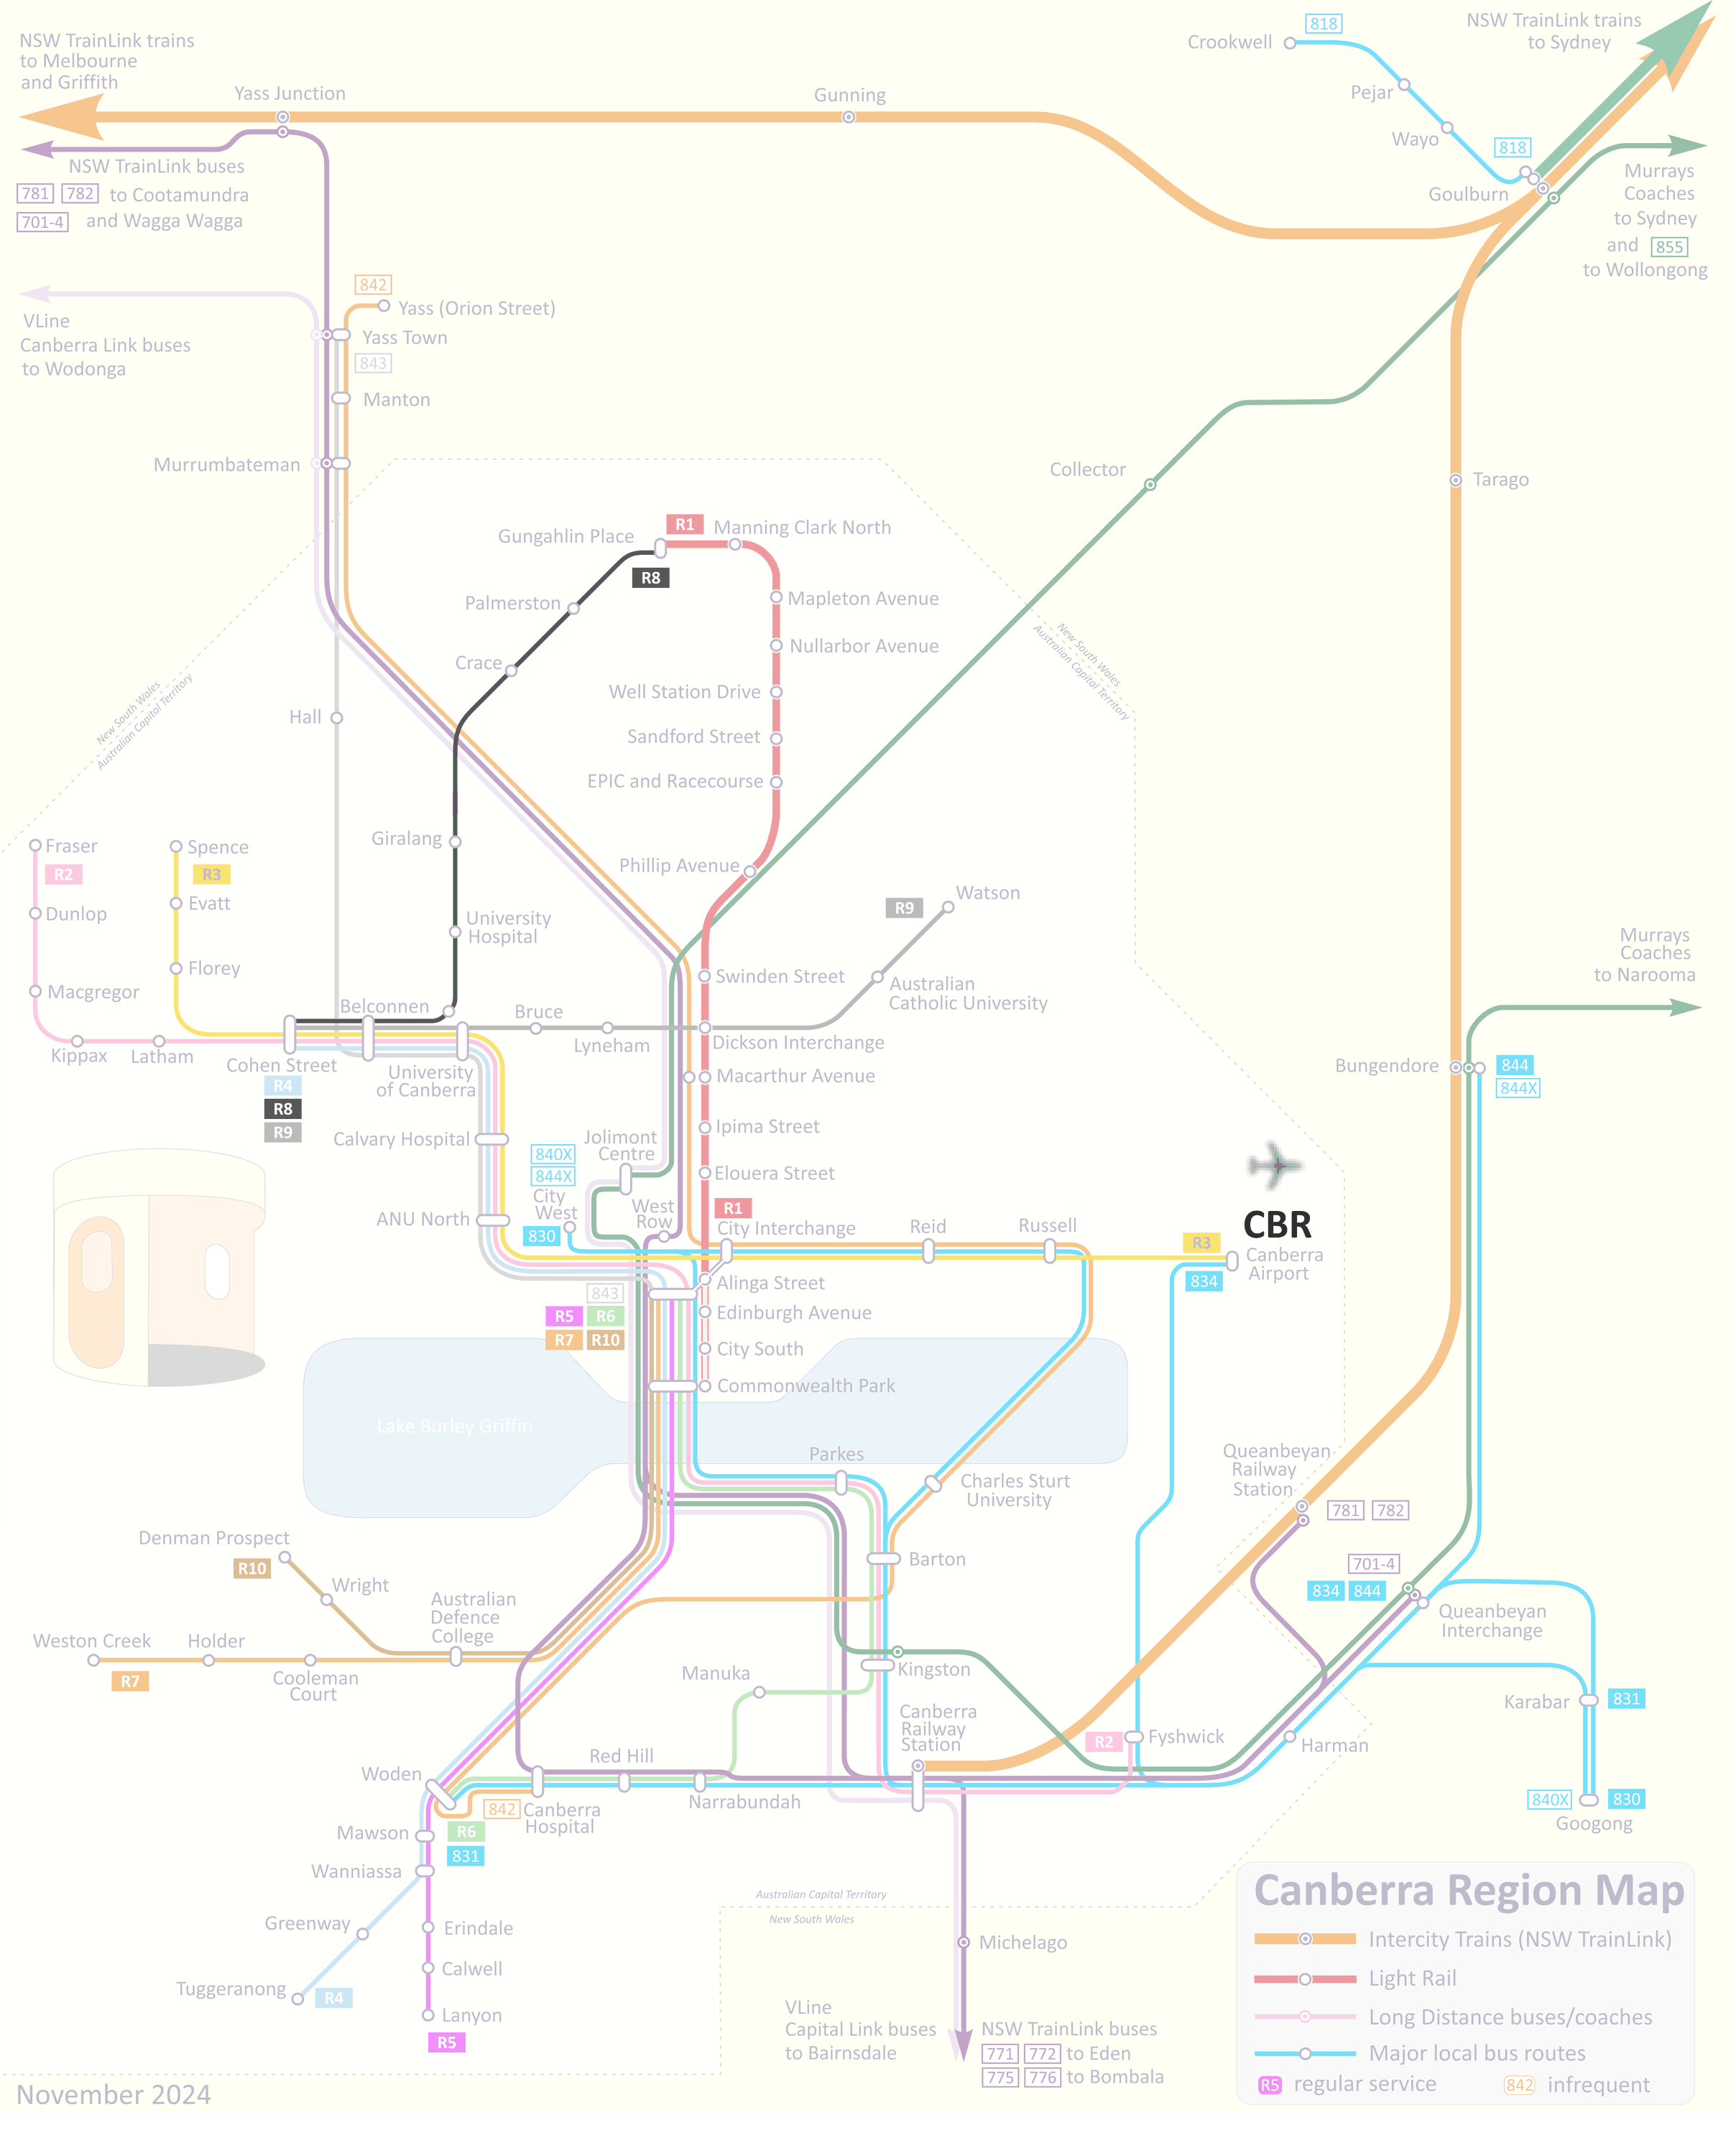 NSW TrainLink trains
to Melbourne
and Griffith
Yass Junction
Gunning
818
Crookwell
Pejar
Wayo
818
Goulburn
NSW TrainLink trains
to Sydney
Murrays
Coaches
to Sydney
and 855
to Wollongong
NSW TrainLink buses
781 782 to Cootamundra
701-4 and Wagga Wagga
842
Yass (Orion Street)
VLine
Canberra Link buses
to Wodonga
Yass Town
843
Manton
Murrumbateman
Collector
Tarago
R1 Manning Clark North
Gungahlin Place
R8
Palmerston
Mapleton Avenue
Crace
Nullarbor Avenue
New South Wales
Australian Capital Territory
New South Wales
Australian Capital Territory
Well Station Drive
Hall
Sandford Street
EPIC and Racecourse
Giralang
Phillip Avenue
Fraser
R2
Dunlop
Macgregor
Kippax
Latham
Spence
R3
Evatt
Florey
University
Hospital
Watson
R9
Australian
Catholic University
Swinden Street
Belconnen
Bruce
Lyneham
Dickson Interchange
Cohen Street
R4
R8
R9
University
of Canberra
Macarthur Avenue
Murrays
Coaches
to Narooma
Bungendore
844
844X
Calvary Hospital
Ipima Street
Jolimont
Centre
840X
844X
City
West
830
Elouera Street
ANU North
West
Row
R1
City Interchange
Reid
Russell
CBR
R3
Canberra
Airport
834
Alinga Street
843
R5 R6
R7 R10
Edinburgh Avenue
City South
Commonwealth Park
Lake Burley Griffin
Parkes
Charles Sturt
University
Queanbeyan
Railway
Station
781 782
Denman Prospect
R10
Wright
Australian
Defence
College
Barton
701-4
834 844
Queanbeyan
Interchange
Weston Creek
R7
Holder
Cooleman
Court
Manuka
Kingston
Canberra
Railway
Station
R2
Fyshwick
Harman
Karabar
831
840X 830
Googong
Woden
Red Hill
Narrabundah
842
Canberra
Hospital
R6
831
Mawson
Wanniassa
Greenway
Erindale
Calwell
Tuggeranong
R4
Lanyon
R5
Australian Capital Territory
New South Wales
Michelago
VLine
Capital Link buses
to Bairnsdale
NSW TrainLink buses
771 772 to Eden
775 776 to Bombala
Canberra Region Map
Intercity Trains (NSW TrainLink)
Light Rail
Long Distance buses/coaches
Major local bus routes
R5 regular service
842 infrequent
November 2024